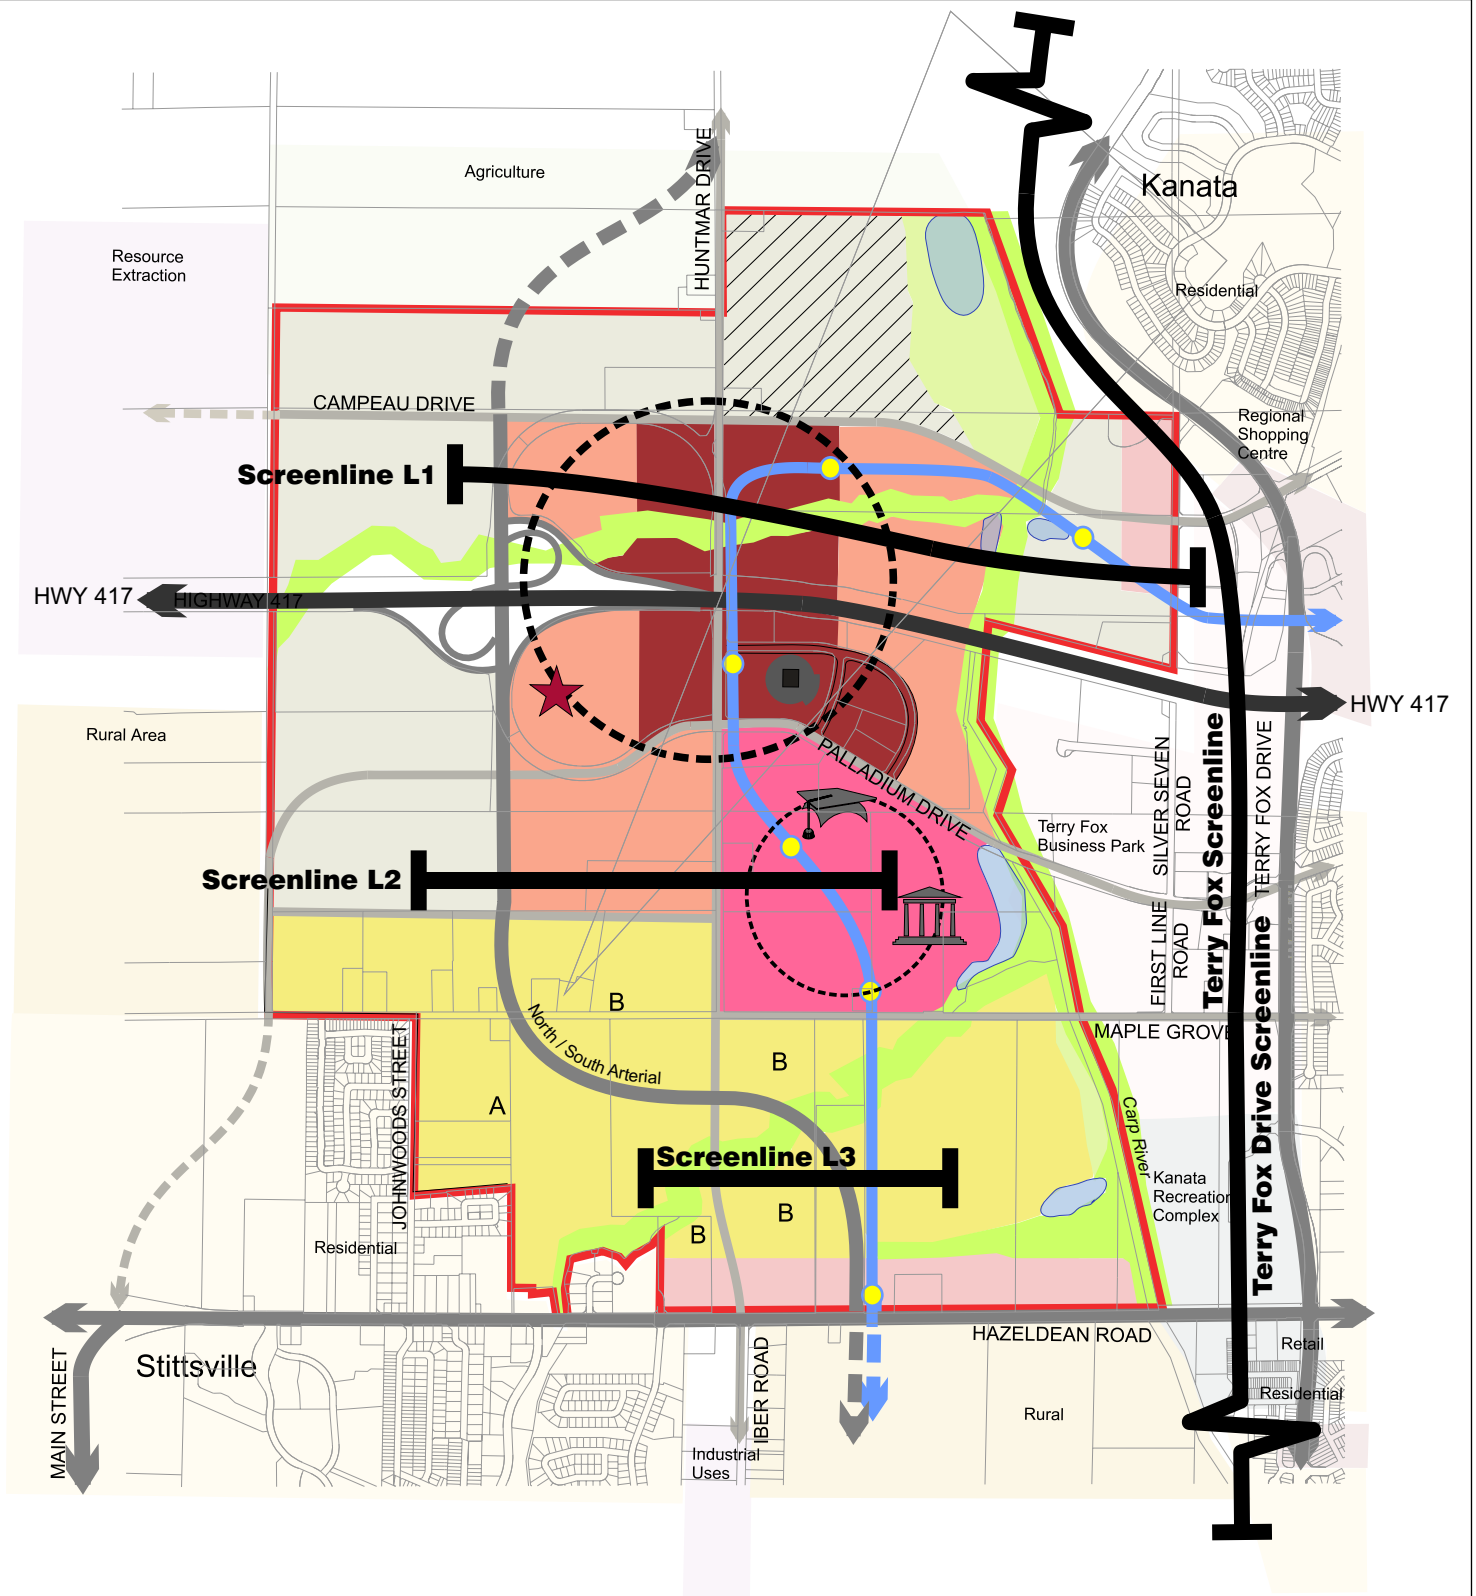 Kanata
Agriculture
HUNTMAR DRIVE
Resource
Extraction
Residential
CAMPEAU DRIVE
Regional
Shopping
Centre
Screenline L1
HWY 417
HIGHWAY 417
HWY 417
Rural Area
PALLADIUM DRIVE
SILVER SEVEN
ROAD
Terry Fox Screenline
TERRY FOX DRIVE
Terry Fox
Business Park
Screenline L2
FIRST LINE
ROAD
B
North / South Arterial
MAPLE GROVE
B
A
JOHNWOODS STREET
Carp River
Terry Fox Drive Screenline
Screenline L3
Kanata
Recreation
Complex
B
B
Residential
HAZELDEAN ROAD
Retail
Stittsville
MAIN STREET
IBER ROAD
Residential
Rural
Industrial
Uses